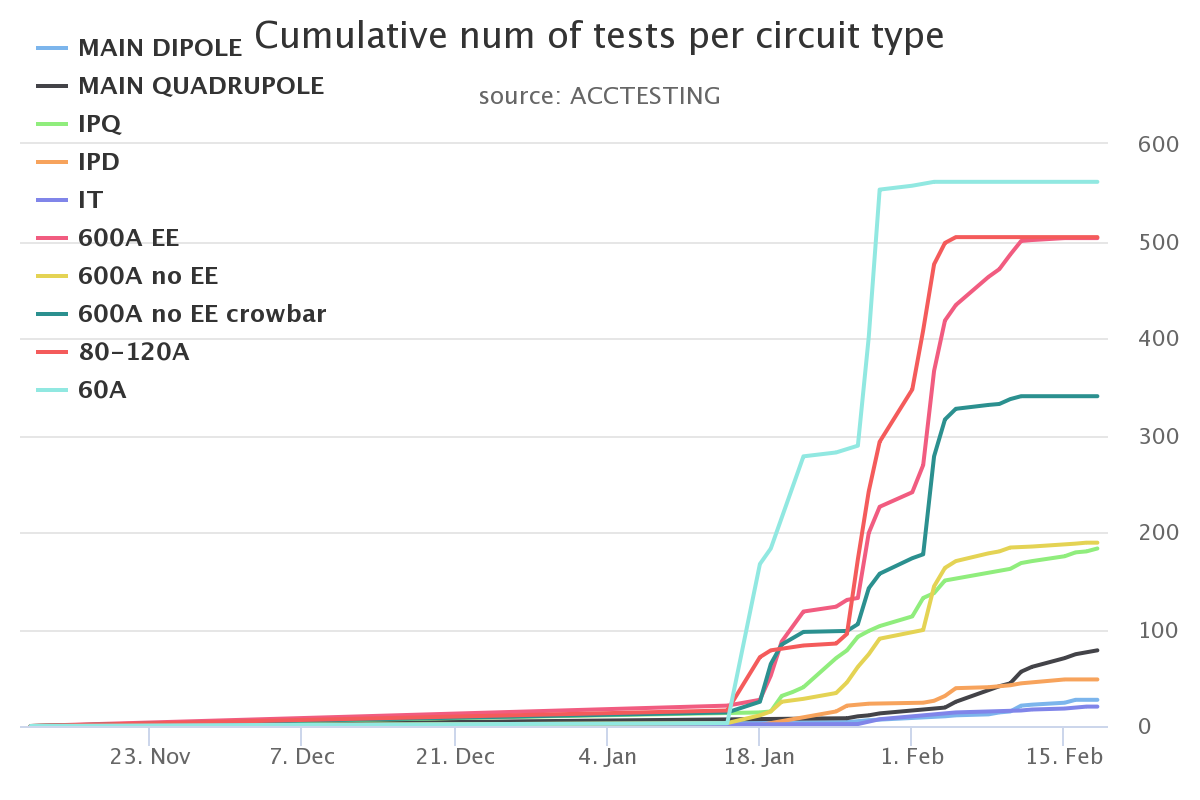 Cumulative num of tests per circuit type
source: ACCTESTING
MAIN DIPOLE
MAIN QUADRUPOLE
IPQ
IPD
IT
600A EE
600A no EE
600A no EE crowbar
80-120A
60A
600
500
400
300
200
100
0
23. Nov 7. Dec 21. Dec 4. Jan 18. Jan 1. Feb 15. Feb